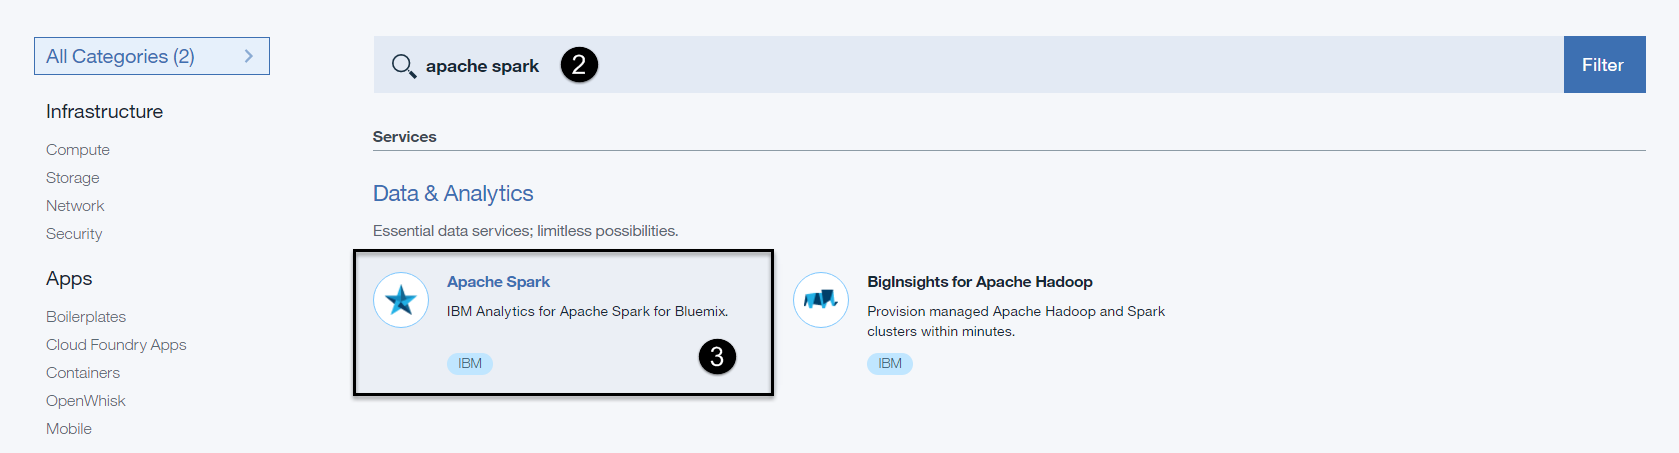 All Categories (2)
Infrastructure
Compute
Storage
Network
Security
Apps
Boilerplates
Cloud Foundry Apps
Containers
OpenWhisk
Mobile
apache spark 2
Filter
Services
Data & Analytics
Essential data services; limitless possibilities.
Apache Spark
IBM Analytics for Apache Spark for Bluemix.
IBM
3
BigInsights for Apache Hadoop
Provision managed Apache Hadoop and Spark
clusters within minutes.
IBM